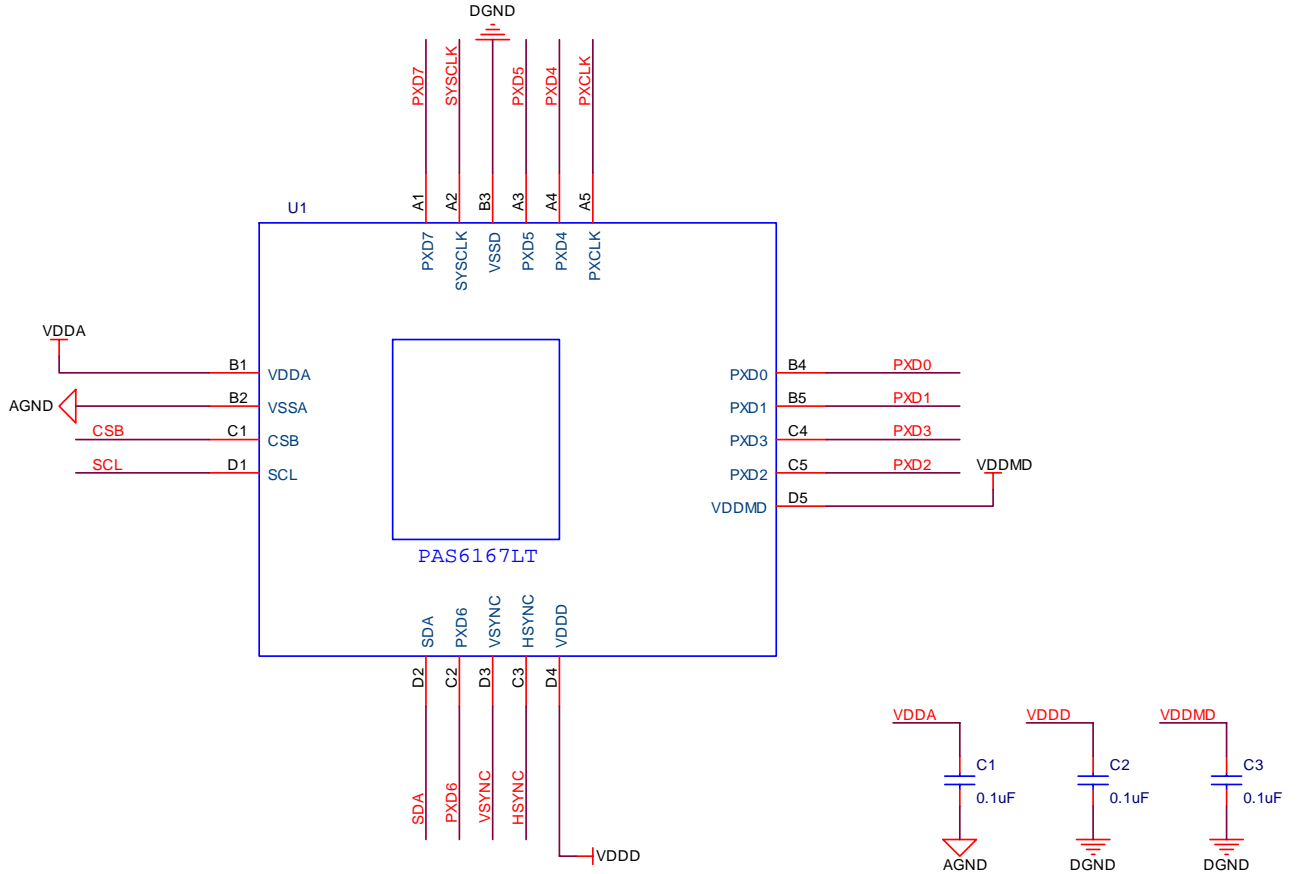 DGND
PXD7
SYSCLK
PXD5
PXD4
PXCLK
A1
A2
B3
A3
A4
A5
U1
PXD7
SYSCLK
VSSD
PXD5
PXD4
PXCLK
VDDA
B1
VDDA
AGND
B2
VSSA
CSB
C1
CSB
SCL
D1
SCL
PXD0
B4
PXD0
PXD1
B5
PXD1
PXD3
C4
PXD3
PXD2
C5
PXD2
VDDMD
VDDMD
D5
PAS6167LT
SDA
PXD6
VSYNC
HSYNC
VDDD
D2
C2
D3
C3
D4
SDA
PXD6
VSYNC
HSYNC
VDDD
VDDA
VDDD
VDDMD
C1
0.1uF
C2
0.1uF
C3
0.1uF
AGND
DGND
DGND